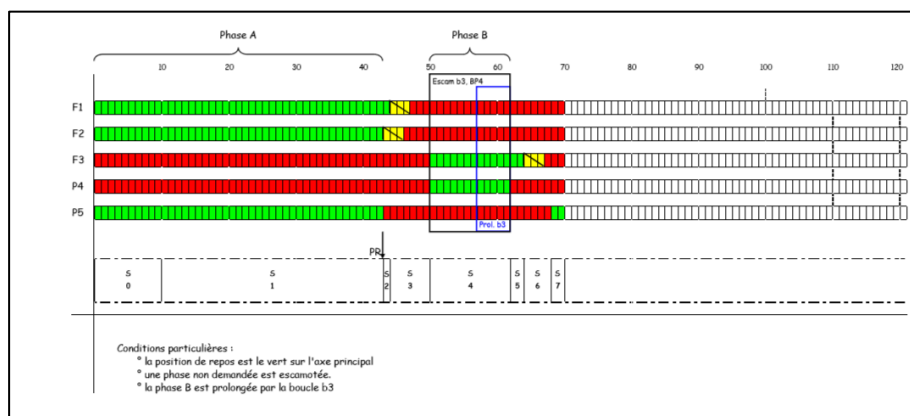 Phase A Phase B
10 20 30 40 50 60 70 80 90 100 110 120
Escam b3, BP4
F1
F2
F3
P4
P5
Prol. b3
PR
S S S S S S S S
0 1 2 3 4 5 6 7
Conditions particulières :
° la position de repos est le vert sur l'axe principal
° une phase non demandée est escamotée.
° la phase B est prolongée par la boucle b3